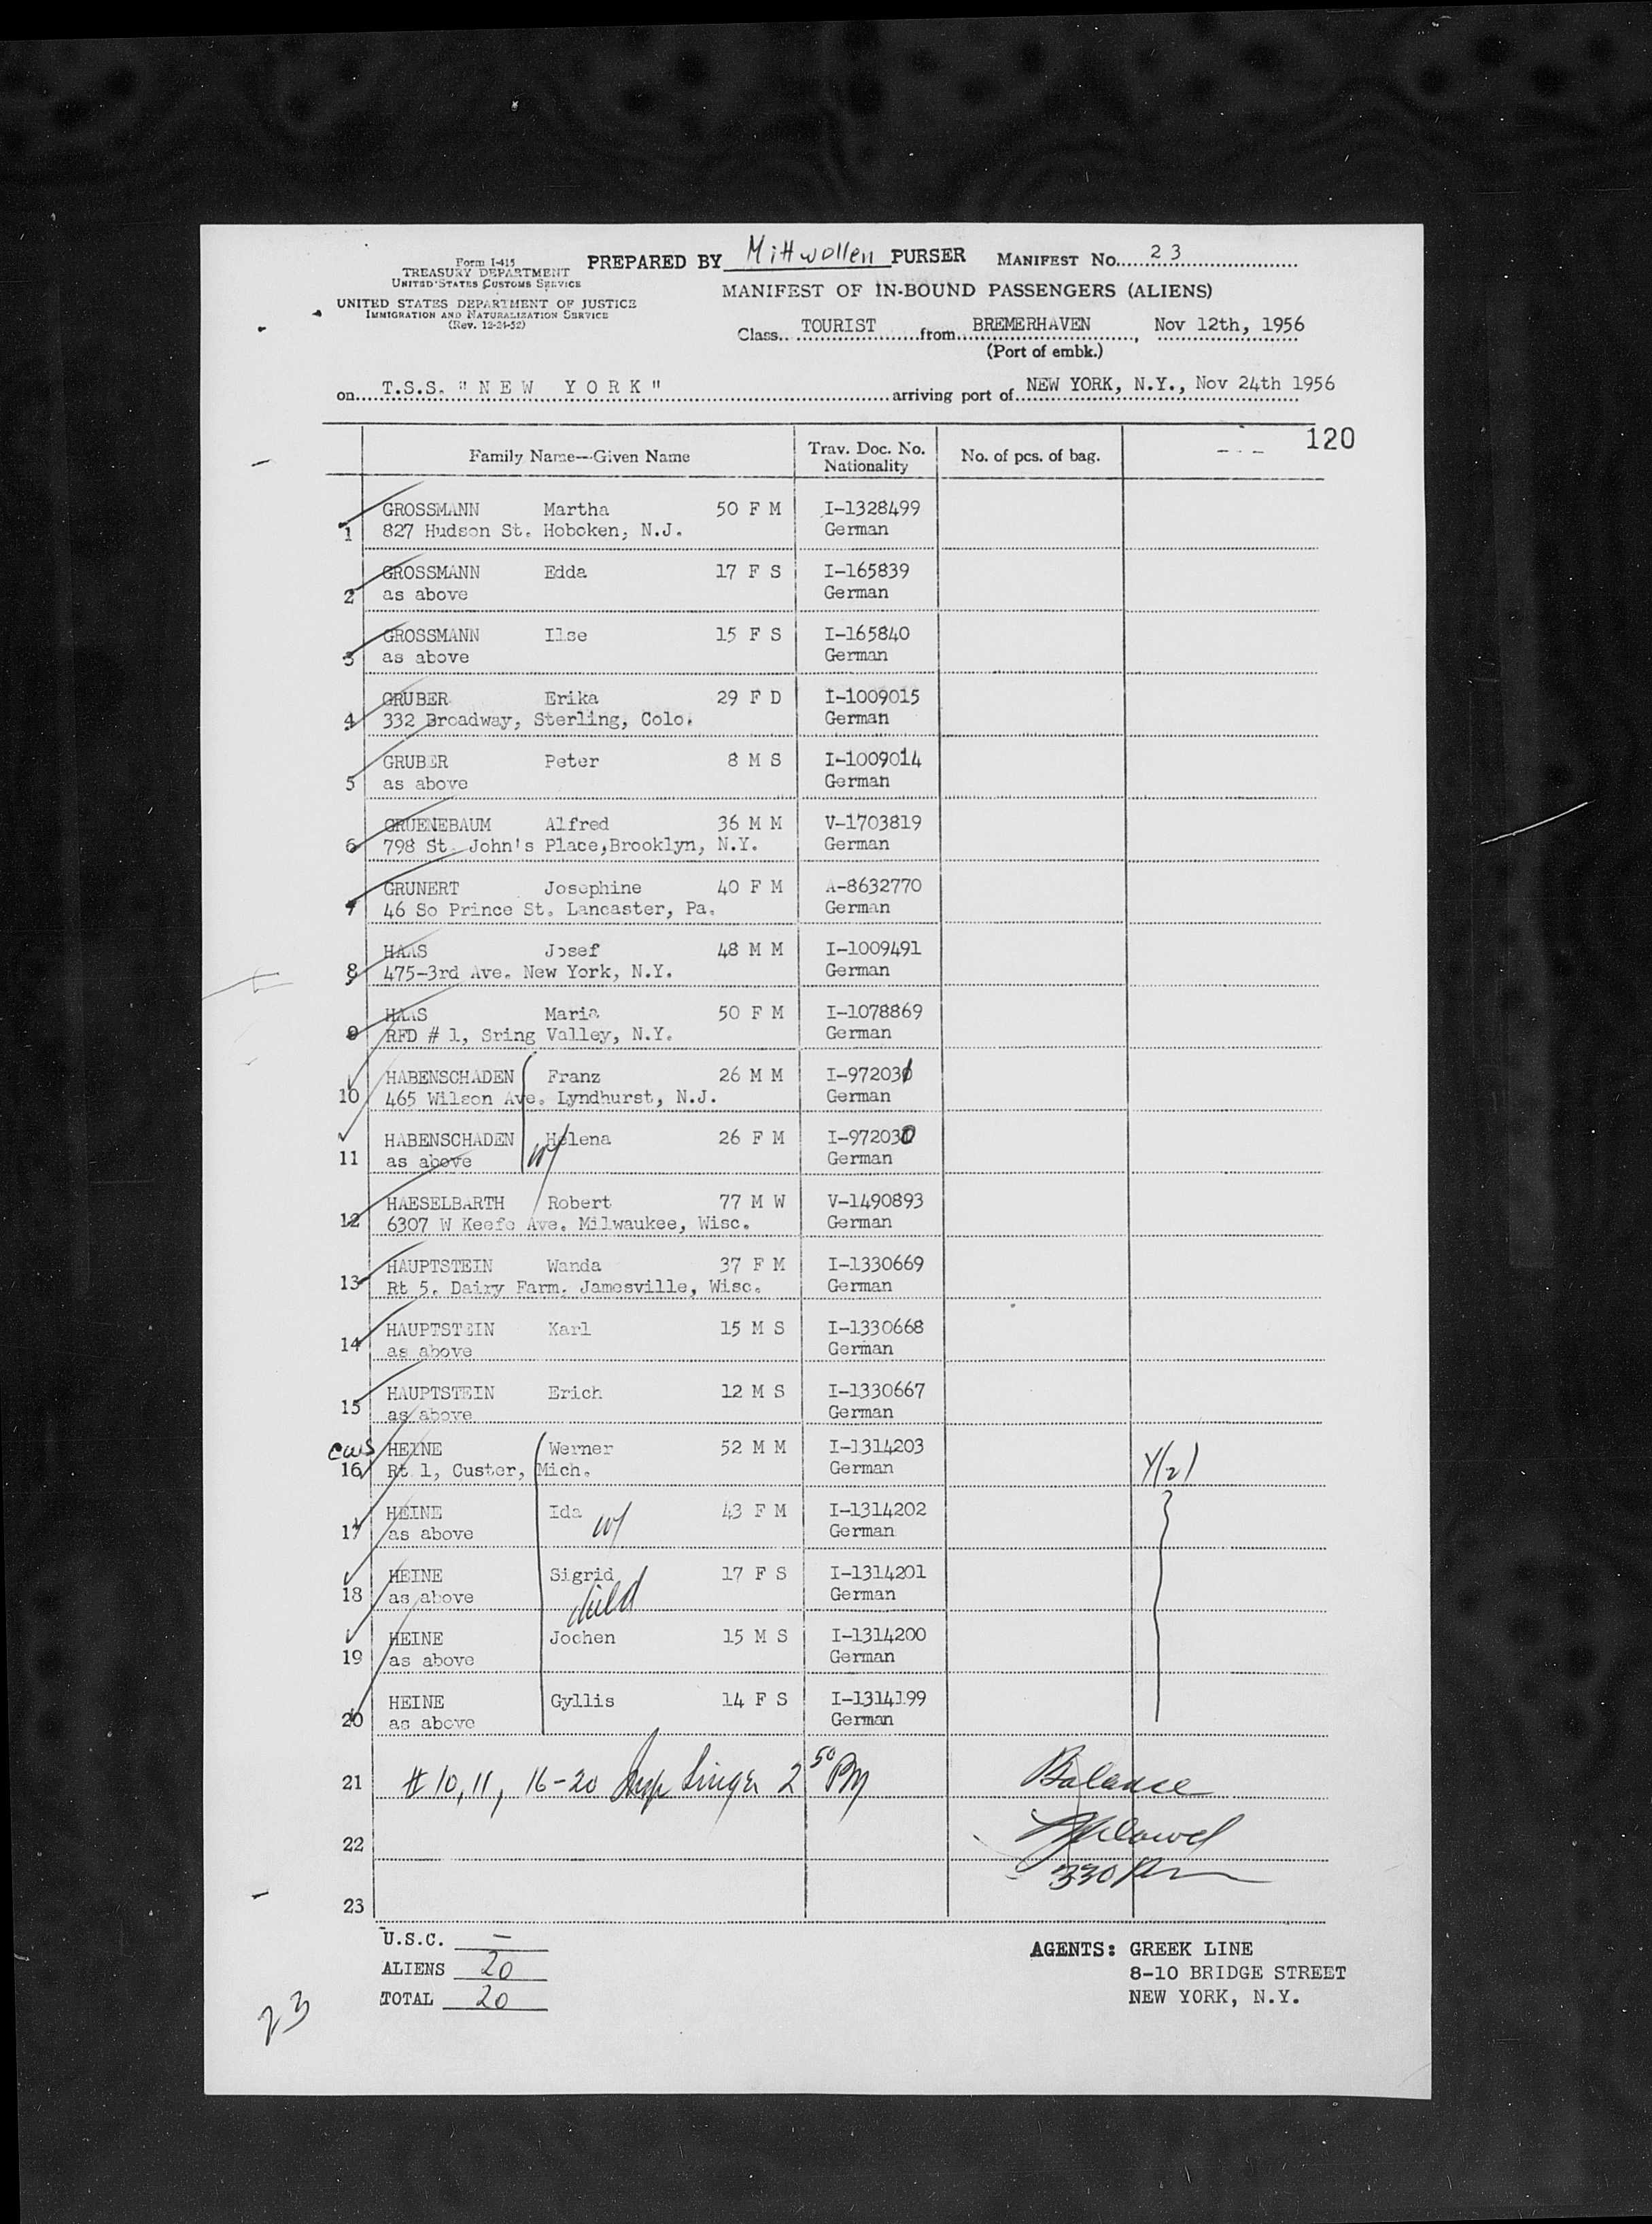 Form I-415
TREASURY DEPARTMENT
UNITED STATES CUSTOMS SERVICE
UNITED STATES DEPARTMENT OF JUSTICE
IMMIGRATION AND NATURALIZATION SERVICE
(Rev. 12-24-52)
PREPARED BY Mittwollen PURSER MANIFEST No. 23
MANIFEST OF IN-BOUND PASSENGERS (ALIENS)
Class TOURIST from BREMERHAVEN, Nov 12th, 1956
(Port of embk.)
on T.S.S. "NEW YORK" arriving port of NEW YORK, N.Y., Nov 24th 1956
120
Family Name—Given Name Trav. Doc. No. Nationality No. of pcs. of bag.
1 GROSSMANN Martha 50 F M I-1328499
827 Hudson St. Hoboken, N.J. German
2 GROSSMANN Edda 17 F S I-165839
as above German
3 GROSSMANN Ilse 15 F S I-165840
as above German
4 GRUBER Erika 29 F D I-1009015
332 Broadway, Sterling, Colo. German
5 GRUBER Peter 8 M S I-1009014
as above German
6 GRUENEBAUM Alfred 36 M M V-1703819
798 St. John's Place,Brooklyn, N.Y. German
7 GRUNERT Josephine 40 F M A-8632770
46 So Prince St. Lancaster, Pa. German
8 HAAS Josef 48 M M I-1009491
475-3rd Ave. New York, N.Y. German
9 HAAS Maria 50 F M I-1078869
RFD # 1, Sring Valley, N.Y. German
10 HABENSCHADEN Franz 26 M M I-972031
465 Wilson Ave. Lyndhurst, N.J. German
11 HABENSCHADEN Helena 26 F M I-972030
as above w/ German
12 HAESELBARTH Robert 77 M W V-1490893
6307 W Keefe Ave. Milwaukee, Wisc. German
13 HAUPTSTEIN Wanda 37 F M I-1330669
Rt 5. Dairy Farm. Jamesville, Wisc. German
14 HAUPTSTEIN Karl 15 M S I-1330668
as above German
15 HAUPTSTEIN Erich 12 M S I-1330667
as above German
16 HEINE Werner 52 M M I-1314203
Rt 1, Custer, Mich. German
17 HEINE Ida w/ 43 F M I-1314202
as above German
18 HEINE Sigrid 17 F S I-1314201
as above child German
19 HEINE Jochen 15 M S I-1314200
as above German
20 HEINE Gyllis 14 F S I-1314199
as above German
21 # 10, 11, 16-20 Insp 2 50 PM Balance
22
330 Pm
23
U.S.C. —
ALIENS 20
TOTAL 20
AGENTS: GREEK LINE
8-10 BRIDGE STREET
NEW YORK, N.Y.
23